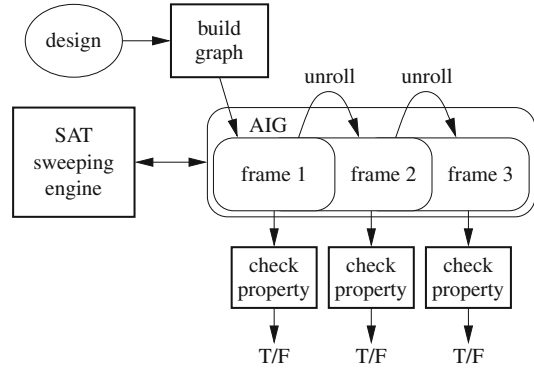 design
build
graph
unroll
unroll
SAT
sweeping
engine
AIG
frame 1
frame 2
frame 3
check
property
check
property
check
property
T/F
T/F
T/F